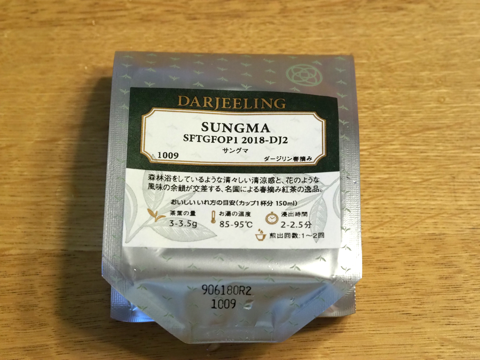 DARJEELING
SUNGMA
SFTGFOP1 2018-DJ2
サングマ
1009 ダージリン春摘み
森林浴をしているような清々しい清涼感と、花のような
風味の余韻が交差する、名園による春摘み紅茶の逸品。
おいしいいれ方の目安(カップ1杯分 150ml)
茶葉の量 お湯の温度 浸出時間
3-3.5g 85-95℃ 2-2.5分
煎出回数:1~2回
906180R2
1009